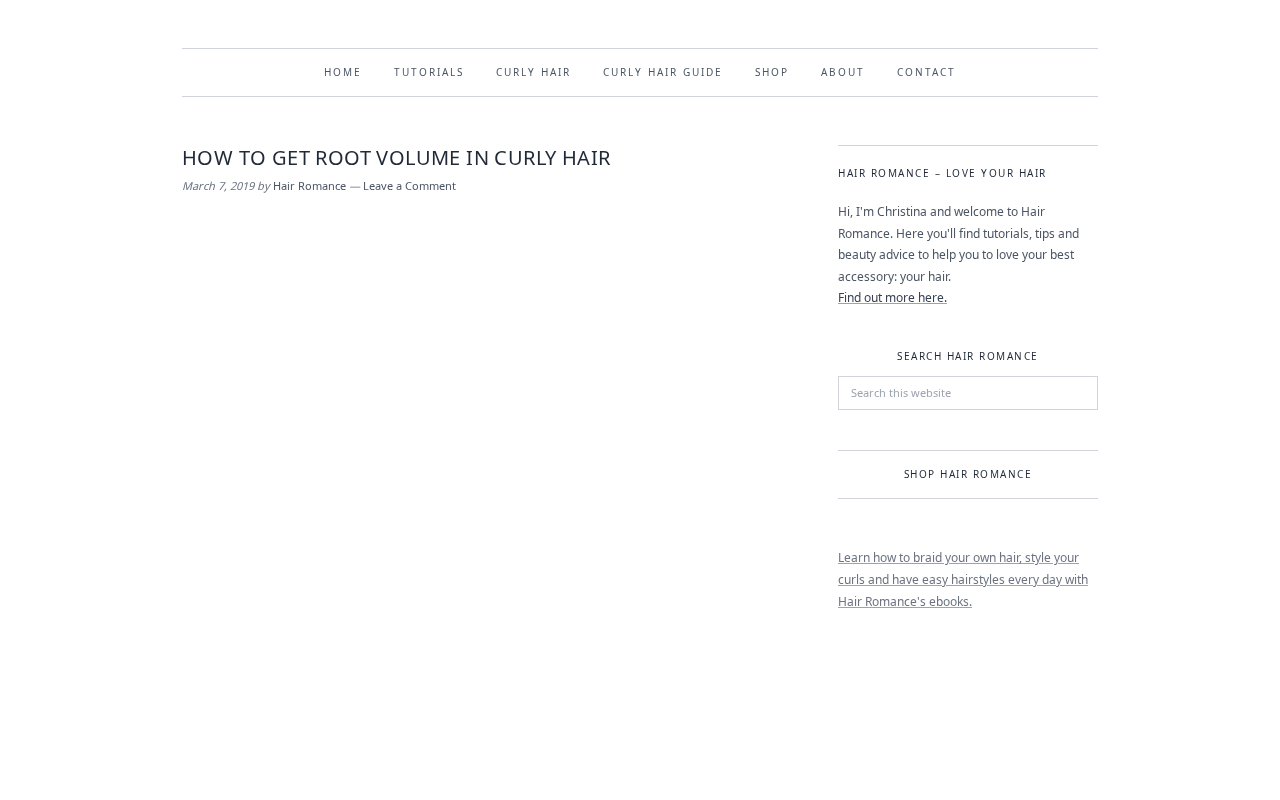 HOME TUTORIALS CURLY HAIR CURLY HAIR GUIDE SHOP ABOUT CONTACT
HOW TO GET ROOT VOLUME IN CURLY HAIR
March 7, 2019 by Hair Romance — Leave a Comment
HAIR ROMANCE – LOVE YOUR HAIR
Hi, I'm Christina and welcome to Hair
Romance. Here you'll find tutorials, tips and
beauty advice to help you to love your best
accessory: your hair.
Find out more here.
SEARCH HAIR ROMANCE
Search this website
SHOP HAIR ROMANCE
Learn how to braid your own hair, style your
curls and have easy hairstyles every day with
Hair Romance's ebooks.